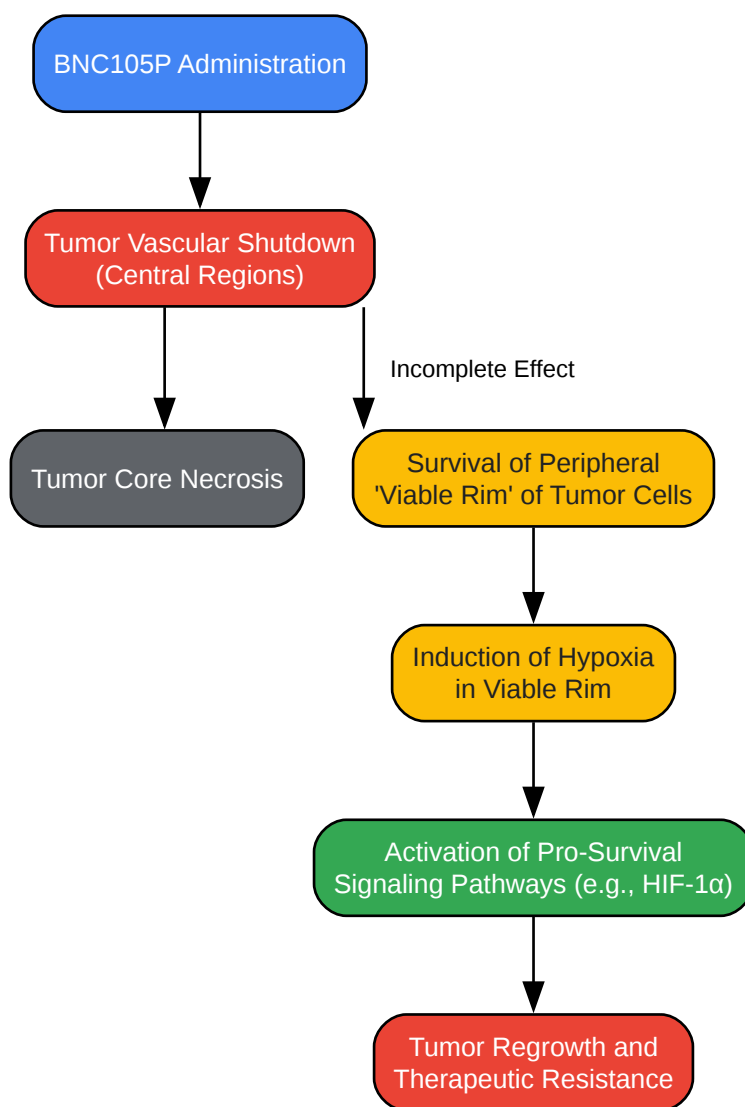 BNC105P Administration
Tumor Vascular Shutdown
(Central Regions)
Incomplete Effect
Tumor Core Necrosis
Survival of Peripheral
'Viable Rim' of Tumor Cells
Induction of Hypoxia
in Viable Rim
Activation of Pro-Survival
Signaling Pathways (e.g., HIF-1α)
Tumor Regrowth and
Therapeutic Resistance